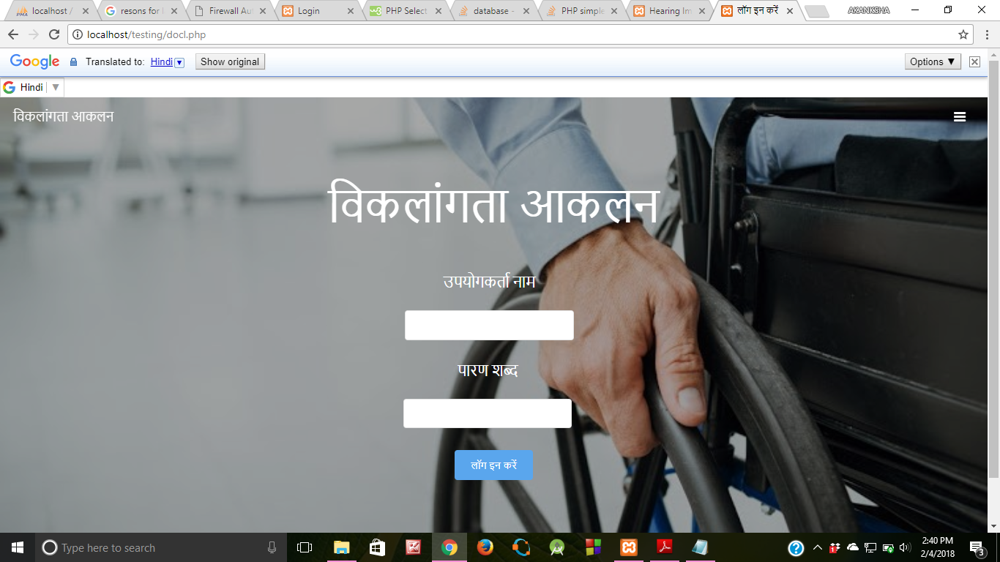 localhost /
resons for
Firewall Aut
Login
PHP Select
database -
PHP simple
Hearing Im
लॉग इन करें
AKANKSHA
localhost/testing/docl.php
Google Translated to: Hindi Show original Options ▼
Hindi ▼
विकलांगता आकलन
विकलांगता आकलन
उपयोगकर्ता नाम
पारण शब्द
लॉग इन करें
Type here to search
2:40 PM
2/4/2018
3